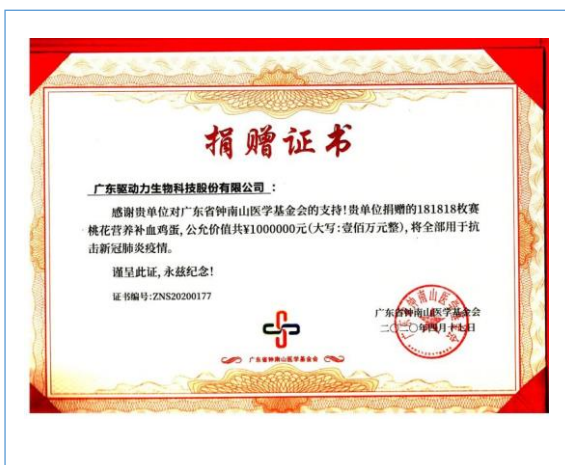 捐赠证书
广东驱动力生物科技股份有限公司：
感谢贵单位对广东省钟南山医学基金会的支持！贵单位捐赠的181818枚赛
桃花营养补血鸡蛋，公允价值共¥1000000元（大写：壹佰万元整），将全部用于抗
击新冠肺炎疫情。
谨呈此证，永兹纪念！
证书编号：ZNS20200177
广东省钟南山医学基金会
二〇二〇年四月十七日
广东省钟南山医学基金会